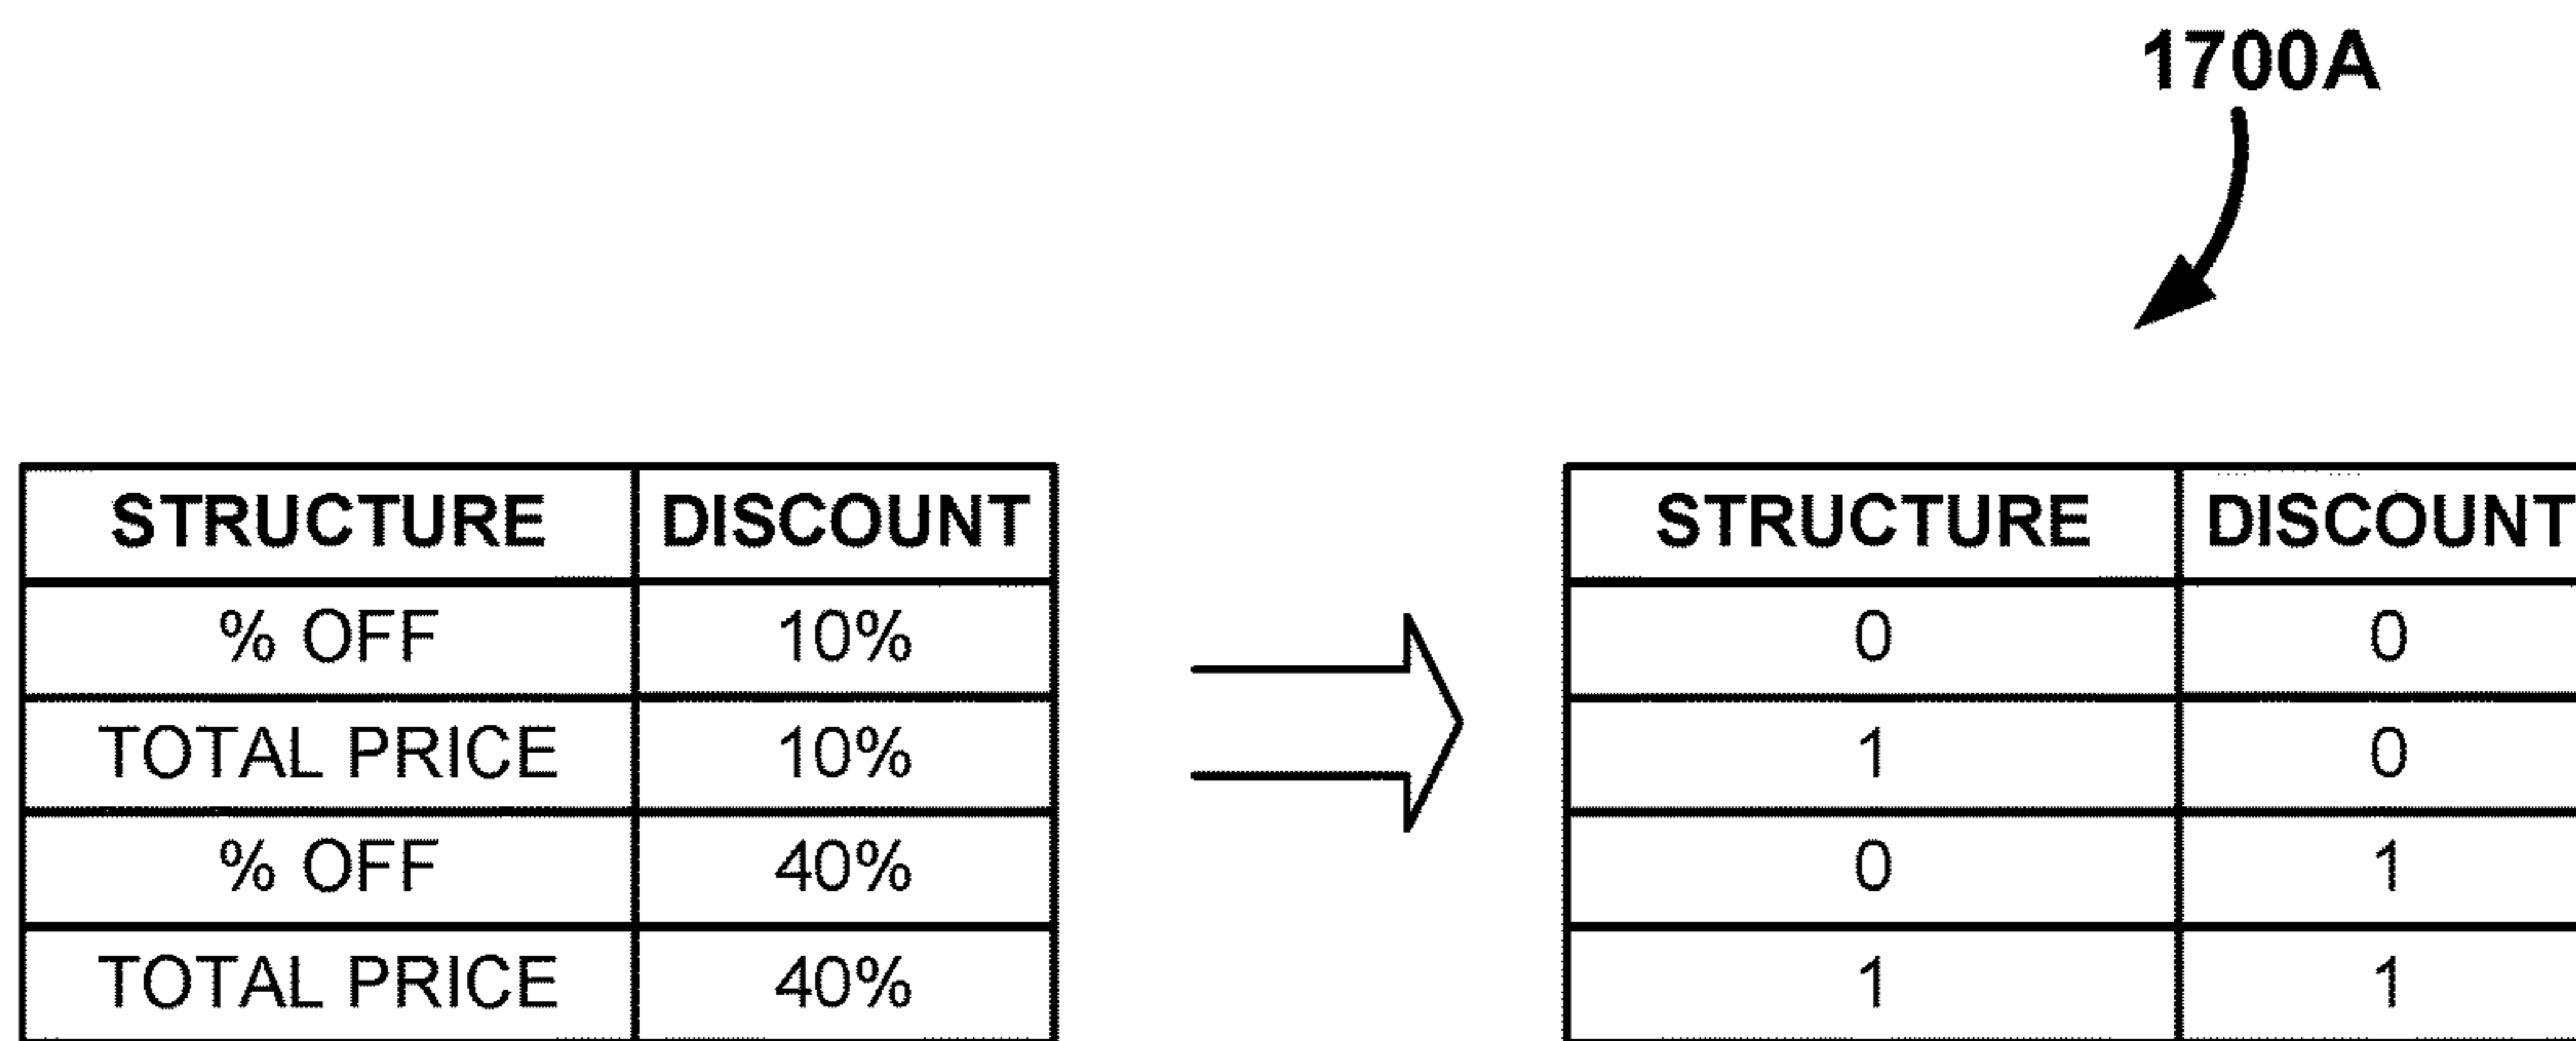 1700A
STRUCTURE DISCOUNT STRUCTURE DISCOUNT
% OFF 10% 0 0
TOTAL PRICE 10% 1 0
% OFF 40% 0 1
TOTAL PRICE 40% 1 1